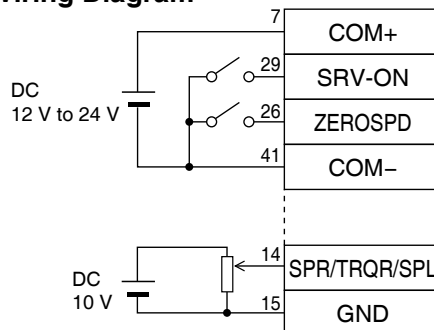 Wiring Diagram
7
COM+
29
SRV-ON
DC
12 V to 24 V
26
ZEROSPD
41
COM−
14
SPR/TRQR/SPL
DC
10 V
15
GND